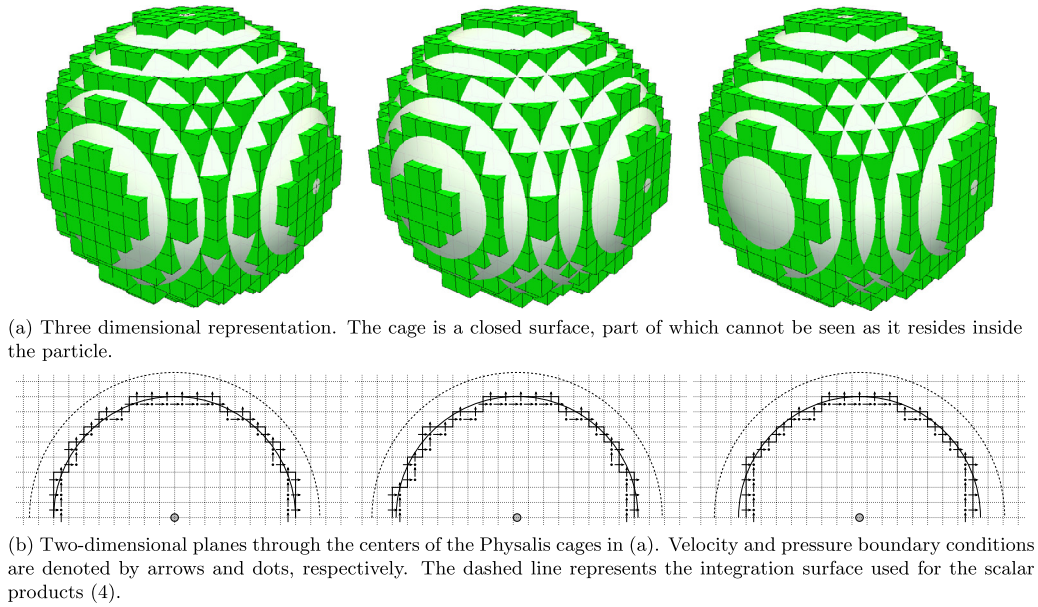 (a) Three dimensional representation. The cage is a closed surface, part of which cannot be seen as it resides inside
the particle.
(b) Two-dimensional planes through the centers of the Physalis cages in (a). Velocity and pressure boundary conditions
are denoted by arrows and dots, respectively. The dashed line represents the integration surface used for the scalar
products (4).